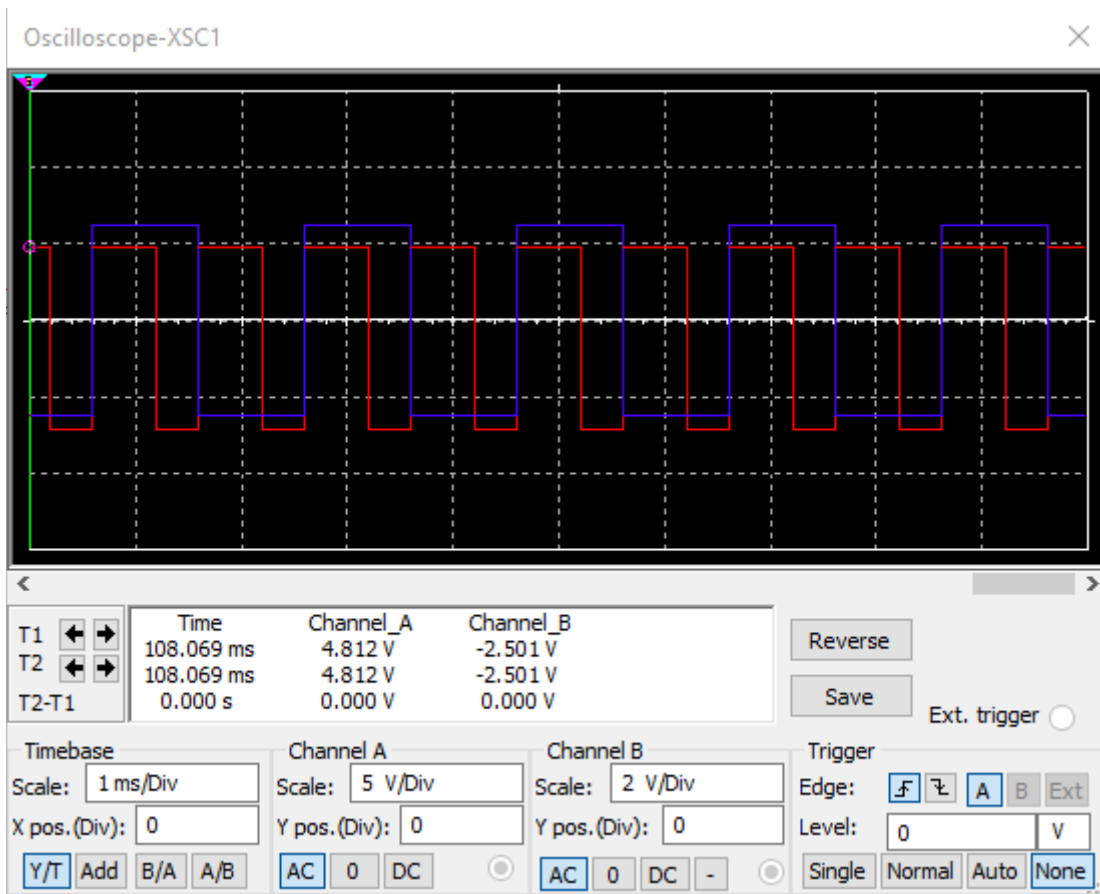 Oscilloscope-XSC1
Time Channel_A Channel_B
T1 108.069 ms 4.812 V -2.501 V
T2 108.069 ms 4.812 V -2.501 V
T2-T1 0.000 s 0.000 V 0.000 V
Reverse
Save
Ext. trigger
Timebase Channel A Channel B Trigger
Scale: 1 ms/Div Scale: 5 V/Div Scale: 2 V/Div Edge: A B Ext
X pos.(Div): 0 Y pos.(Div): 0 Y pos.(Div): 0 Level: 0 V
Y/T Add B/A A/B AC 0 DC AC 0 DC - Single Normal Auto None